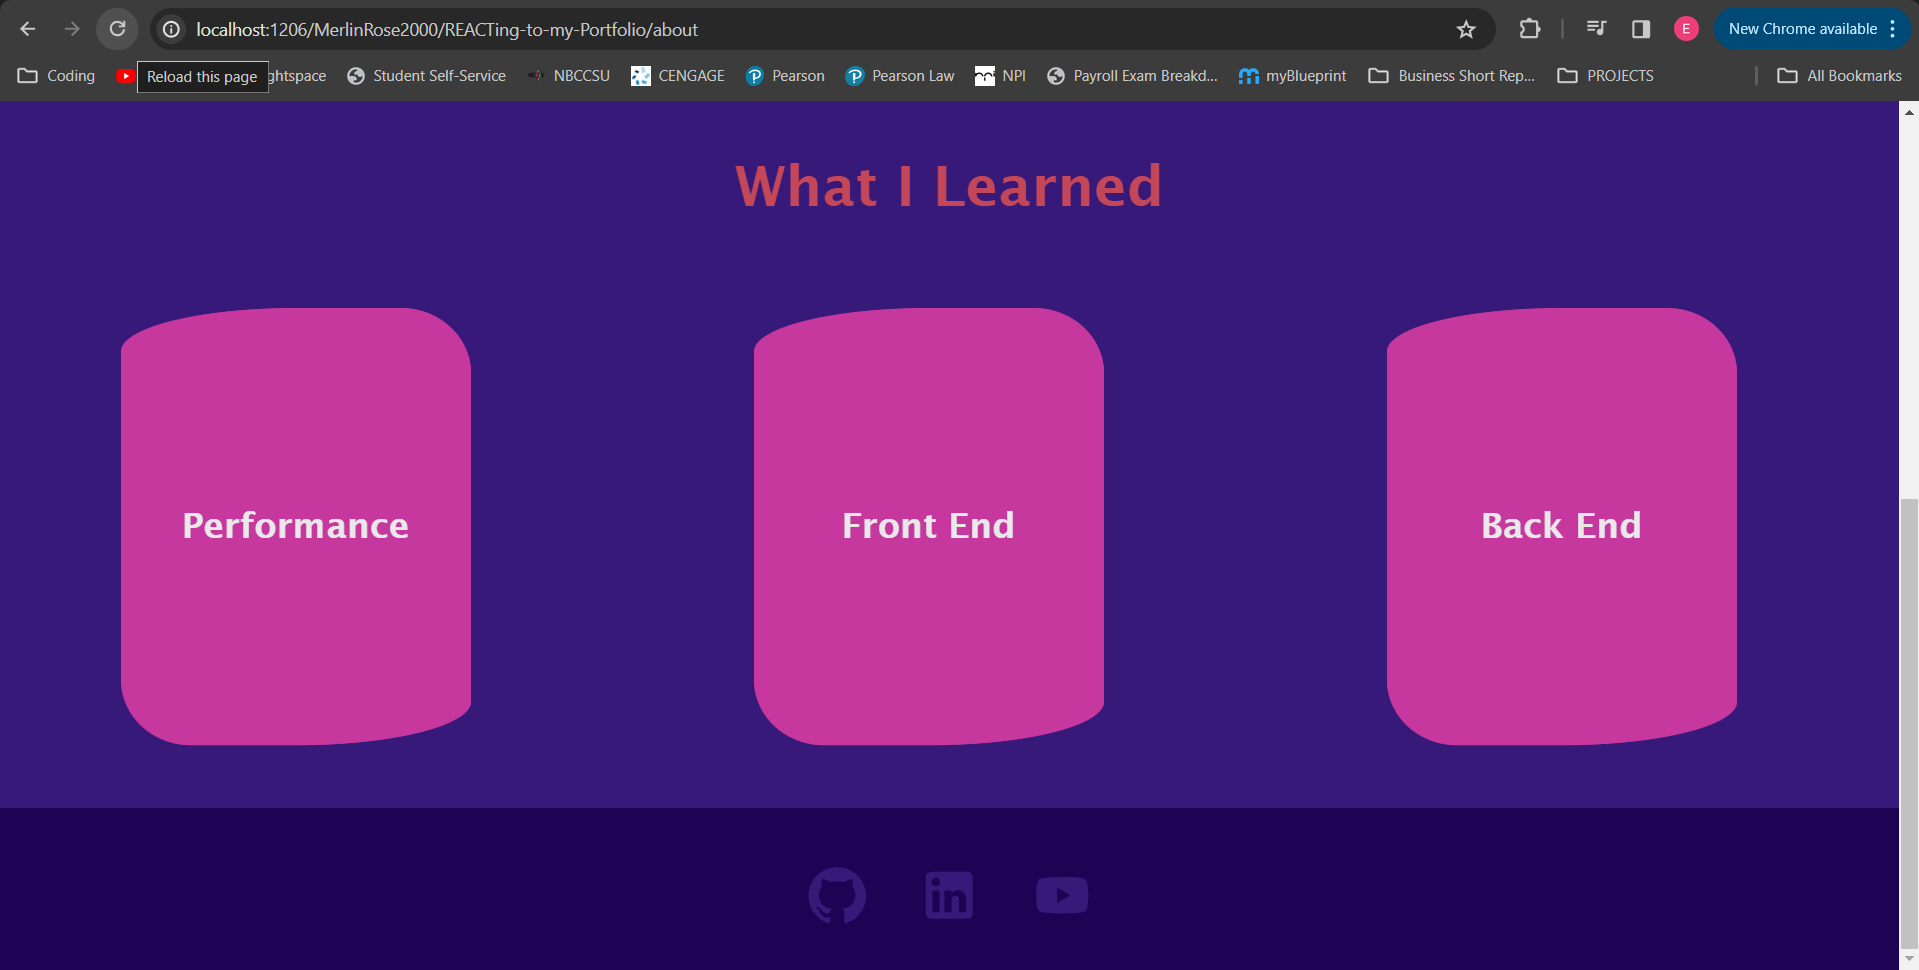 localhost:1206/MerlinRose2000/REACTing-to-my-Portfolio/about
E
New Chrome available
Coding
Reload this page
ghtspace
Student Self-Service
NBCCSU
CENGAGE
Pearson
Pearson Law
NPI
Payroll Exam Breakd...
myBlueprint
Business Short Rep...
PROJECTS
All Bookmarks
What I Learned
Performance
Front End
Back End
in